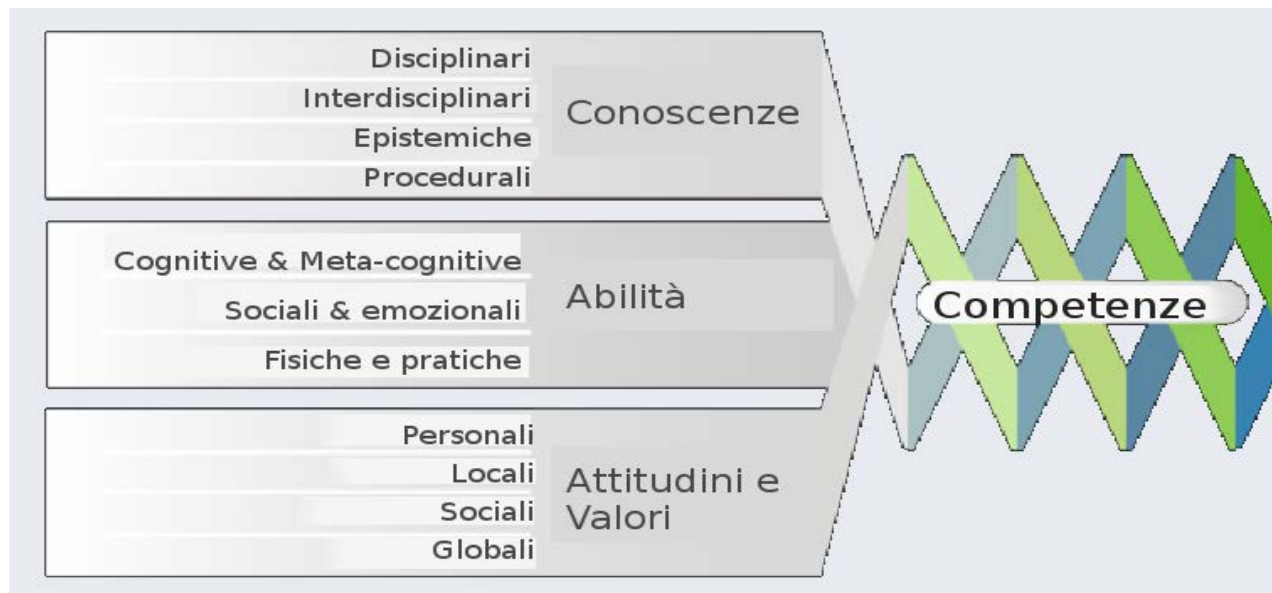 Disciplinari
Interdisciplinari
Epistemiche
Procedurali
Conoscenze
Cognitive & Meta-cognitive
Sociali & emozionali
Fisiche e pratiche
Abilità
Personali
Locali
Sociali
Globali
Attitudini e
Valori
Competenze